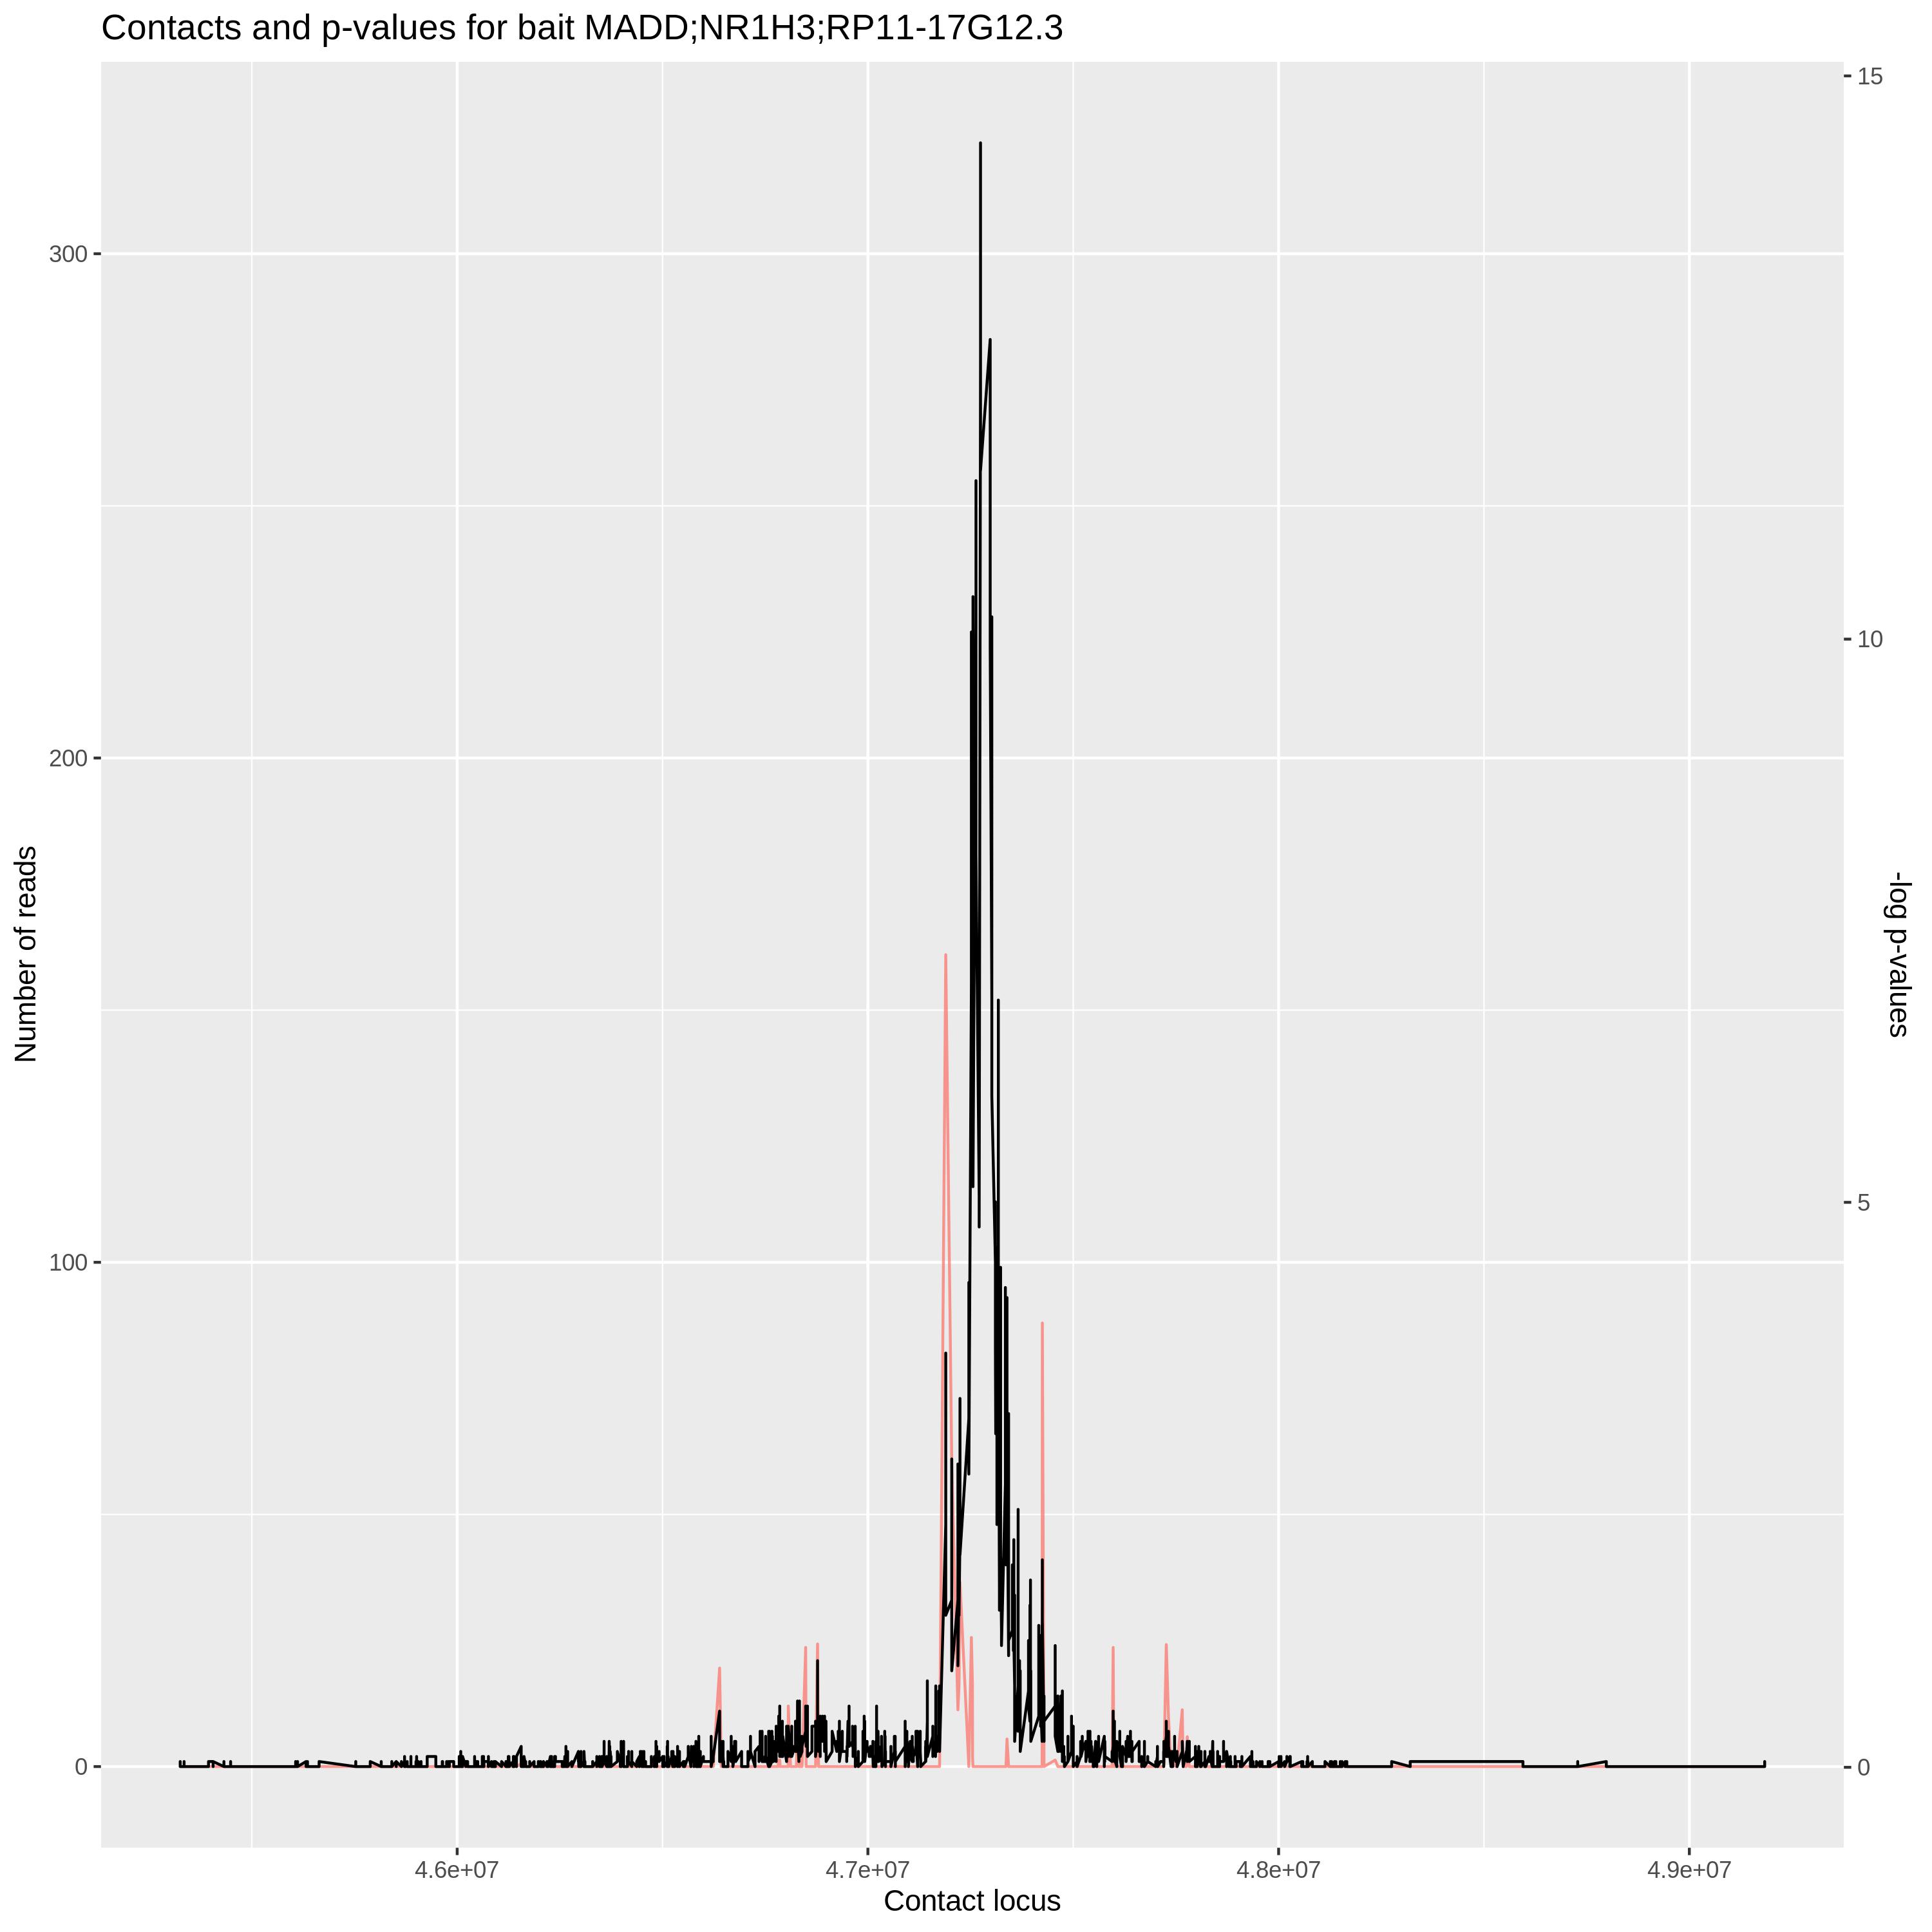 Contacts and p-values for bait MADD;NR1H3;RP11-17G12.3
300
200
100
0
Number of reads
15
10
5
0
-log p-values
4.6e+07 4.7e+07 4.8e+07 4.9e+07
Contact locus